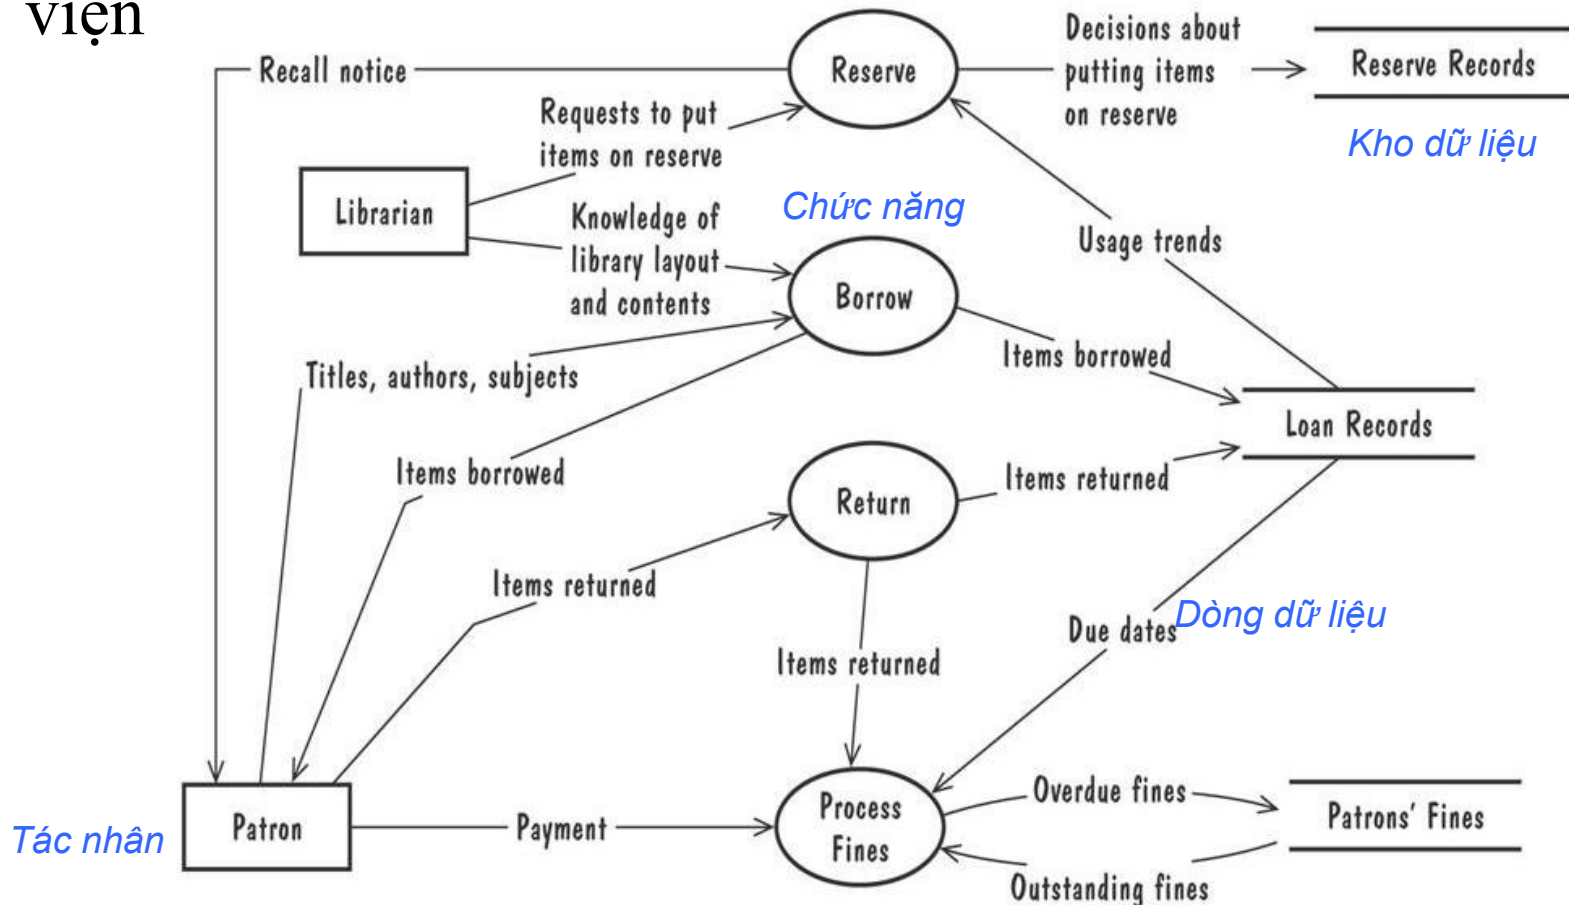 viện
Recall notice
Reserve
Decisions about
putting items
on reserve
Reserve Records
Kho dữ liệu
Requests to put
items on reserve
Librarian
Knowledge of
library layout
and contents
Chức năng
Borrow
Usage trends
Titles, authors, subjects
Items borrowed
Loan Records
Items borrowed
Return
Items returned
Items returned
Dòng dữ liệu
Due dates
Items returned
Tác nhân
Patron
Payment
Process
Fines
Overdue fines
Patrons' Fines
Outstanding fines